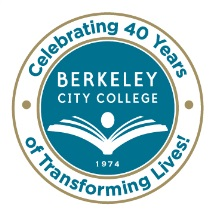 Celebrating 40 Years
BERKELEY
CITY COLLEGE
1974
of Transforming Lives!